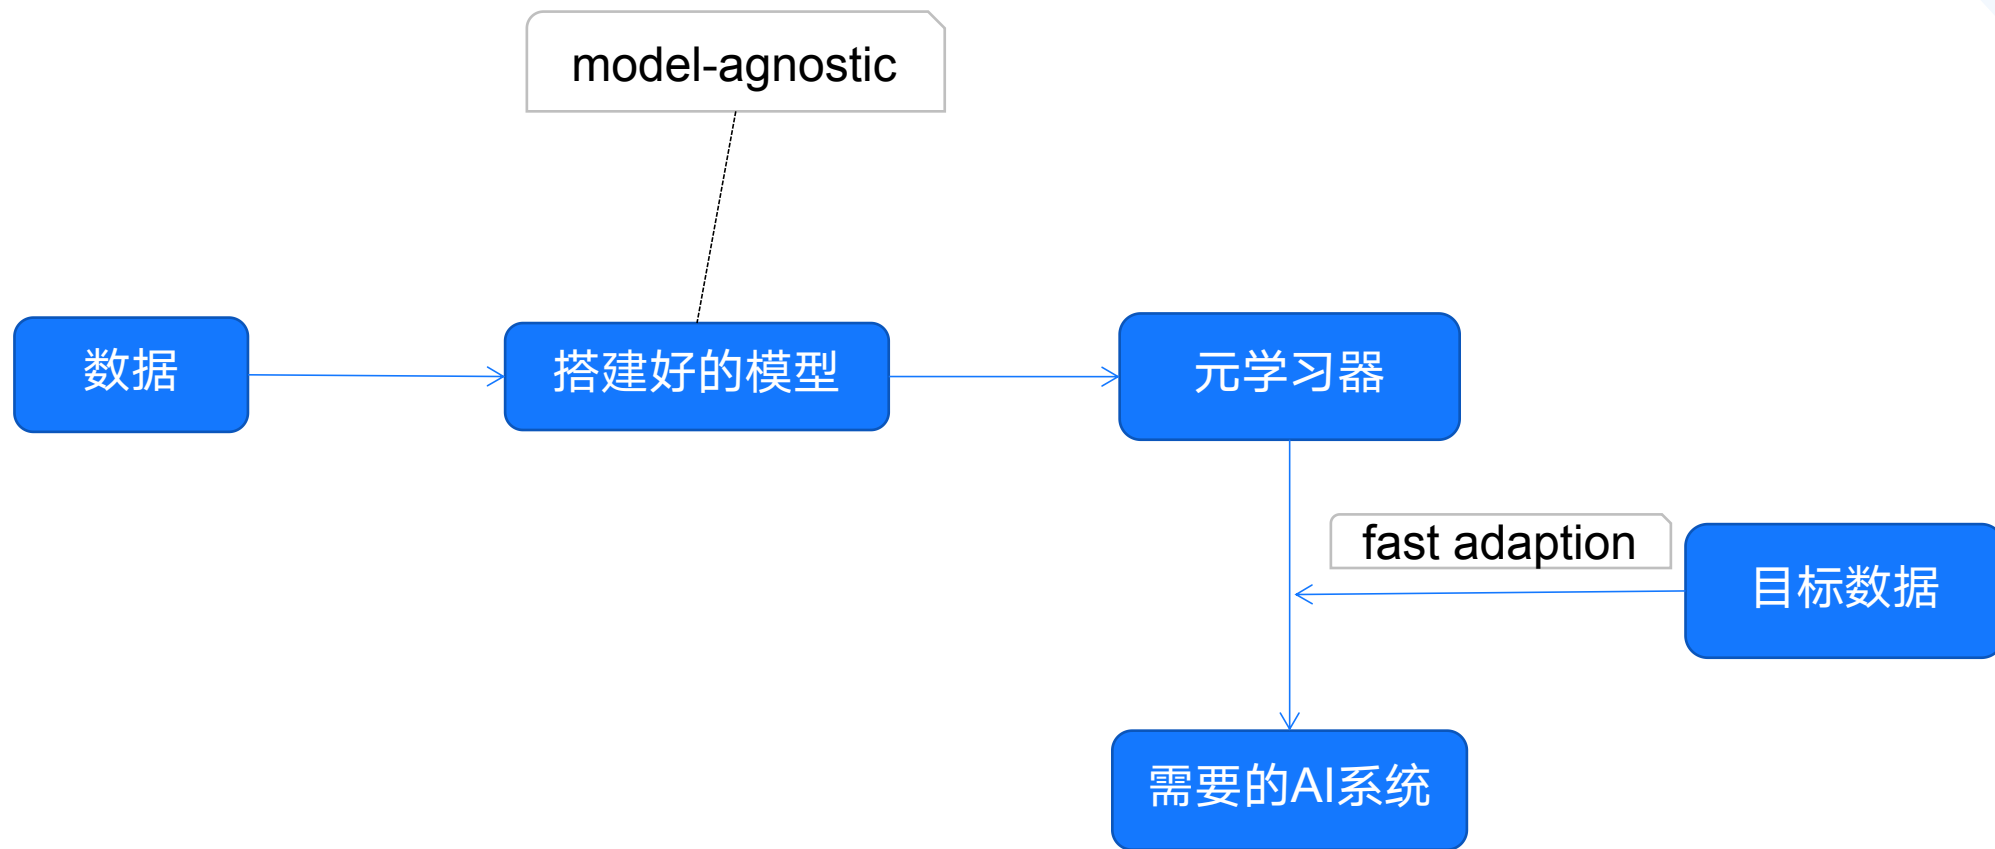 model-agnostic
数据
搭建好的模型
元学习器
fast adaption
目标数据
需要的AI系统